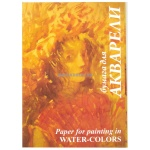 бумага для
АКВАРЕЛИ
Paper for painting in
WATER-COLORS